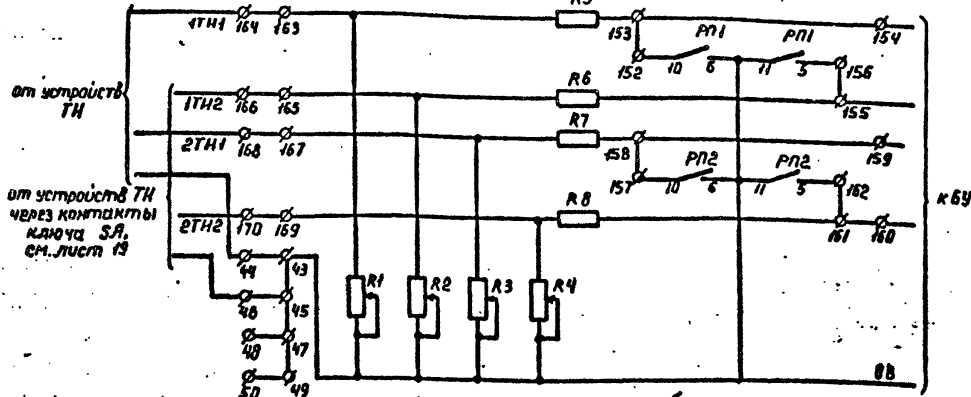 1ТН1 164 163 R5 153 154
152 10 РП1 6 11 РП1 5 156
от устройств
ТН
1ТН2 166 165 R6 155
2ТН1 168 167 R7 158 159
157 10 РП2 6 11 РП2 5 162
от устройств ТН
через контакты
ключа SA,
см. лист 19
2ТН2 170 169 R8 161 160
к БУ
44 43
R1 R2 R3 R4
46 45
48 47
50 49
0В